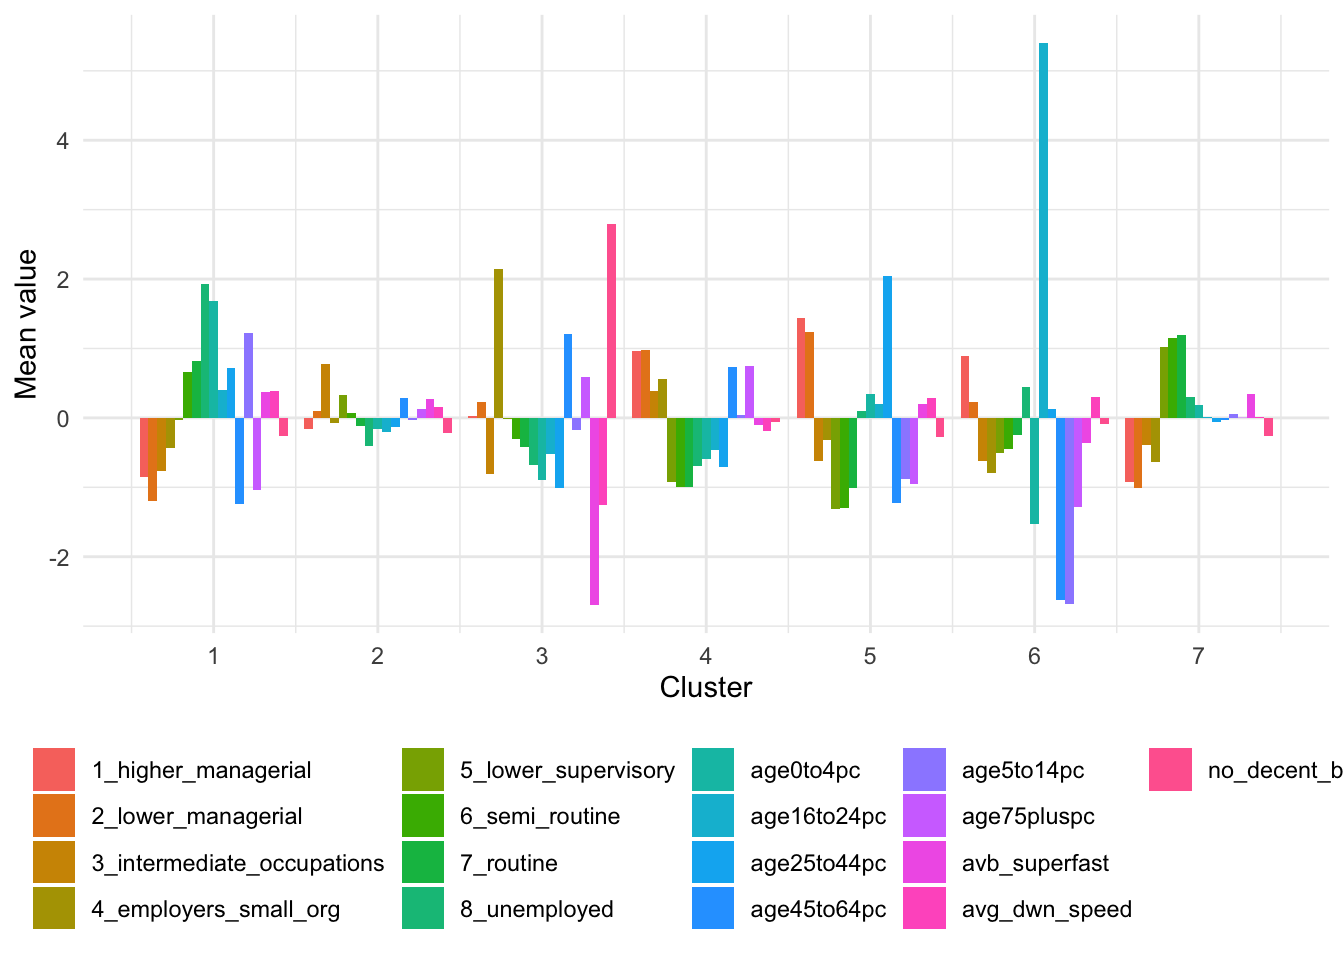 Mean value
4
2
0
-2
1 2 3 4 5 6 7
Cluster
1_higher_managerial 5_lower_supervisory age0to4pc age5to14pc no_decent_b
2_lower_managerial 6_semi_routine age16to24pc age75pluspc
3_intermediate_occupations 7_routine age25to44pc avb_superfast
4_employers_small_org 8_unemployed age45to64pc avg_dwn_speed